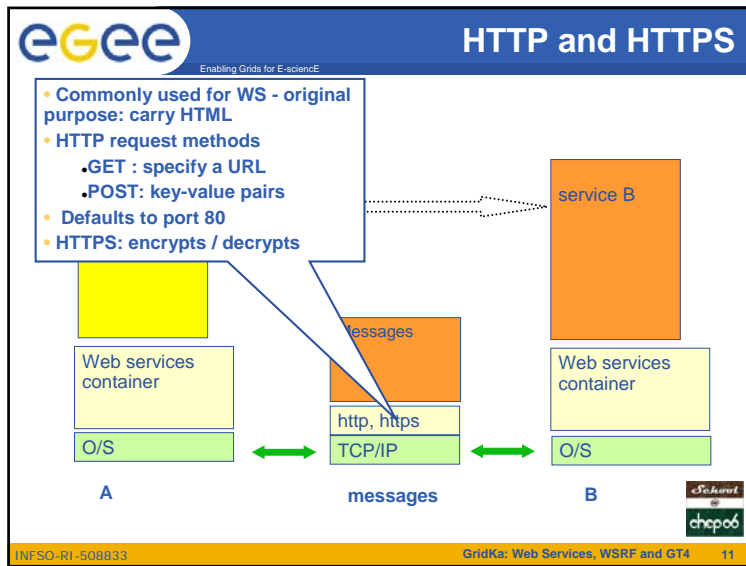 egee
HTTP and HTTPS
Enabling Grids for E-sciencE
• Commonly used for WS - original
purpose: carry HTML
• HTTP request methods
•GET : specify a URL
•POST: key-value pairs
• Defaults to port 80
• HTTPS: encrypts / decrypts
service B
Messages
Web services
container
Web services
container
http, https
O/S
TCP/IP
O/S
A
messages
B
School
@
chep06
INFSO-RI-508833
GridKa: Web Services, WSRF and GT4 11